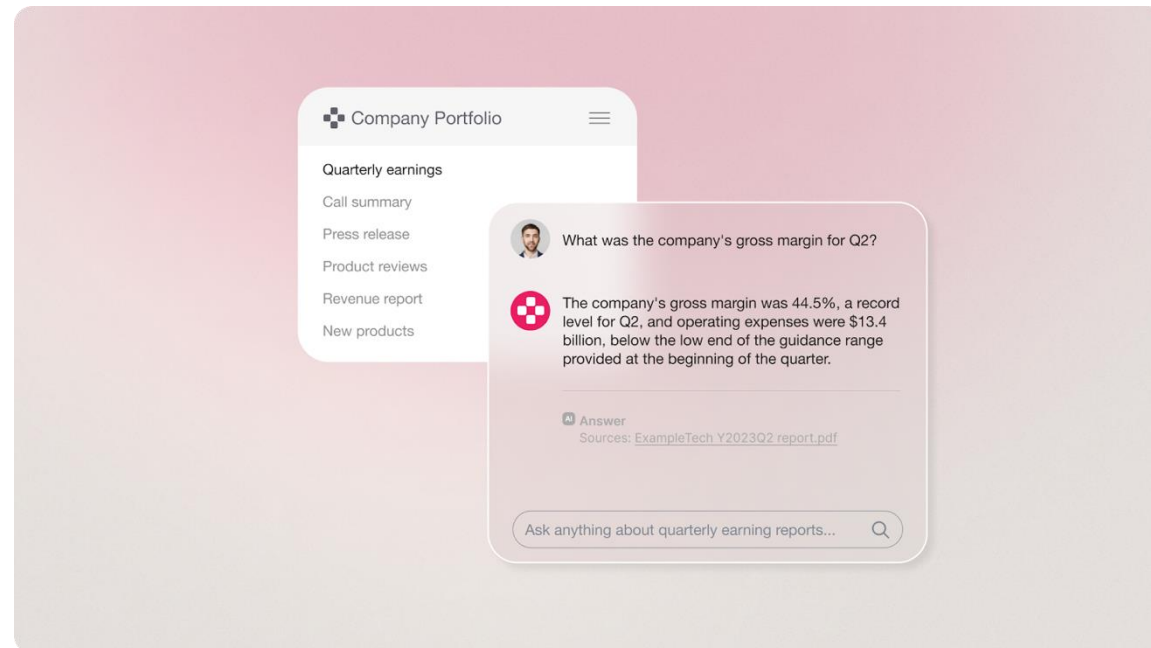 Company Portfolio
Quarterly earnings
Call summary
Press release
Product reviews
Revenue report
New products
What was the company's gross margin for Q2?
The company's gross margin was 44.5%, a record
level for Q2, and operating expenses were $13.4
billion, below the low end of the guidance range
provided at the beginning of the quarter.
AI Answer
Sources: ExampleTech Y2023Q2 report.pdf
Ask anything about quarterly earning reports...